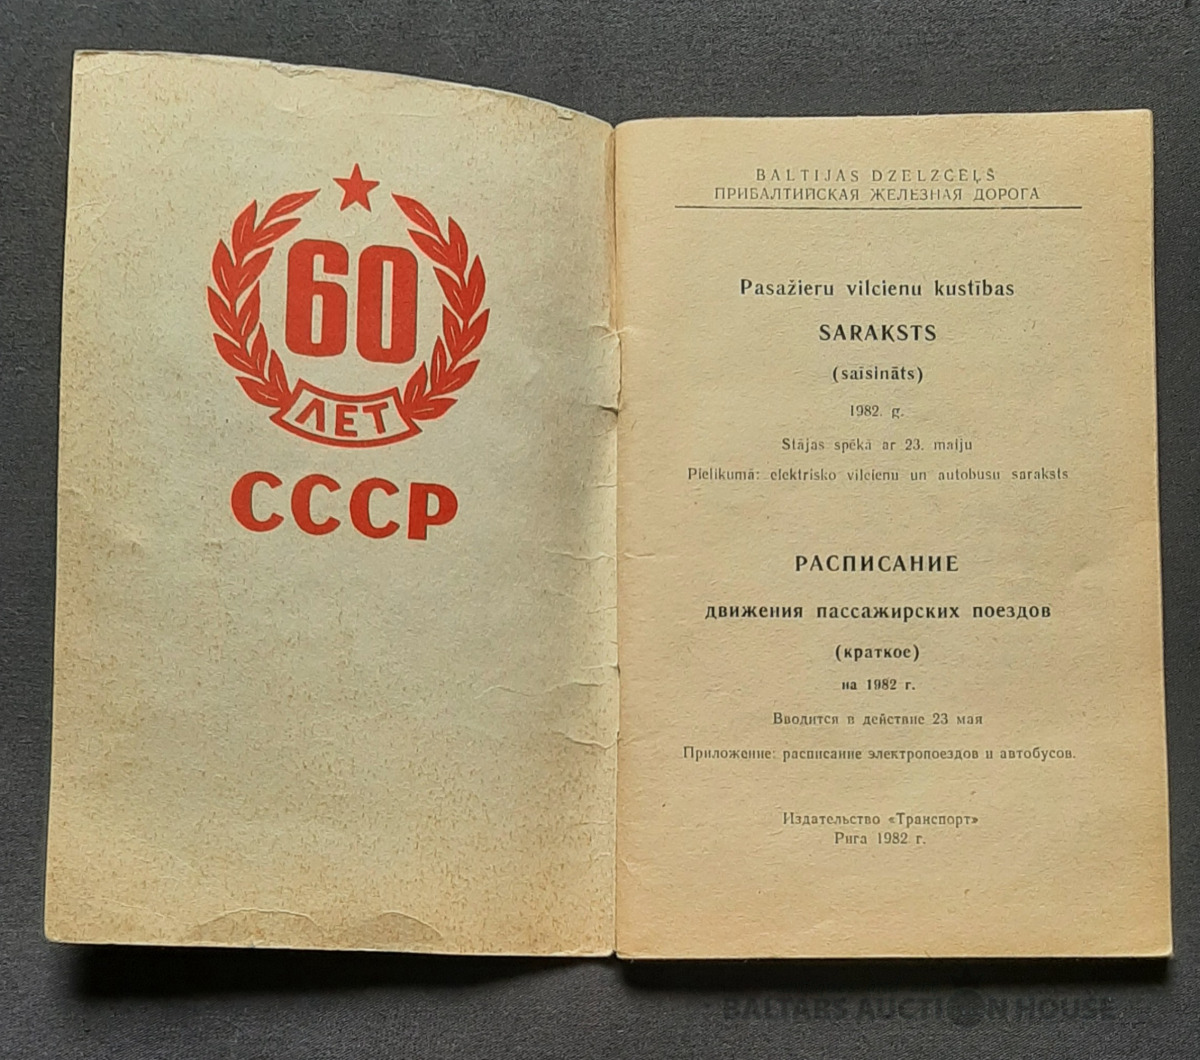 60
ЛЕТ
СССР
BALTIJAS DZELZCEĻŠ
ПРИБАЛТИЙСКАЯ ЖЕЛЕЗНАЯ ДОРОГА
Pasažieru vilcienu kustības
SARAKSTS
(saīsināts)
1982. g.
Stājas spēkā ar 23. maiju
Pielikumā: elektrisko vilcienu un autobusu saraksts
РАСПИСАНИЕ
движения пассажирских поездов
(краткое)
на 1982 г.
Вводится в действие 23 мая
Приложение: расписание электропоездов и автобусов.
Издательство «Транспорт»
Рига 1982 г.
BALTARS AUCTION HOUSE